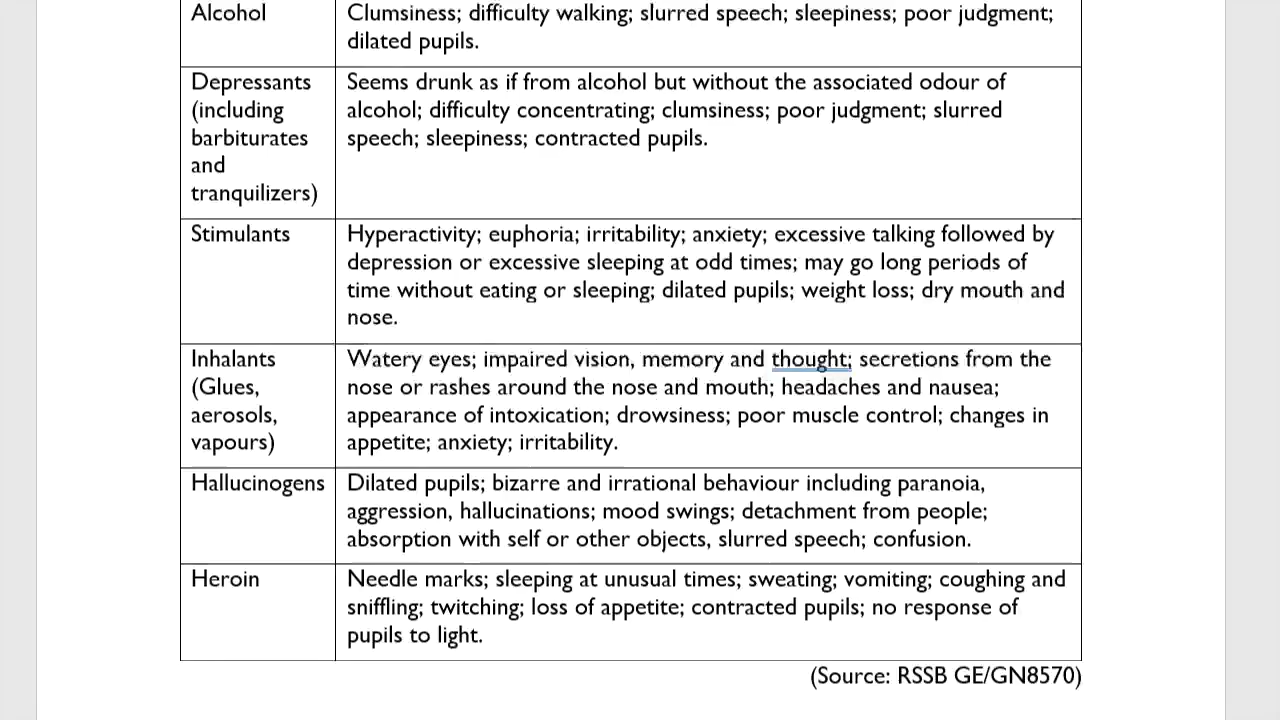 Alcohol
Clumsiness; difficulty walking; slurred speech; sleepiness; poor judgment;
dilated pupils.
Depressants
(including
barbiturates
and
tranquilizers)
Seems drunk as if from alcohol but without the associated odour of
alcohol; difficulty concentrating; clumsiness; poor judgment; slurred
speech; sleepiness; contracted pupils.
Stimulants
Hyperactivity; euphoria; irritability; anxiety; excessive talking followed by
depression or excessive sleeping at odd times; may go long periods of
time without eating or sleeping; dilated pupils; weight loss; dry mouth and
nose.
Inhalants
(Glues,
aerosols,
vapours)
Watery eyes; impaired vision, memory and thought; secretions from the
nose or rashes around the nose and mouth; headaches and nausea;
appearance of intoxication; drowsiness; poor muscle control; changes in
appetite; anxiety; irritability.
Hallucinogens
Dilated pupils; bizarre and irrational behaviour including paranoia,
aggression, hallucinations; mood swings; detachment from people;
absorption with self or other objects, slurred speech; confusion.
Heroin
Needle marks; sleeping at unusual times; sweating; vomiting; coughing and
sniffling; twitching; loss of appetite; contracted pupils; no response of
pupils to light.
(Source: RSSB GE/GN8570)